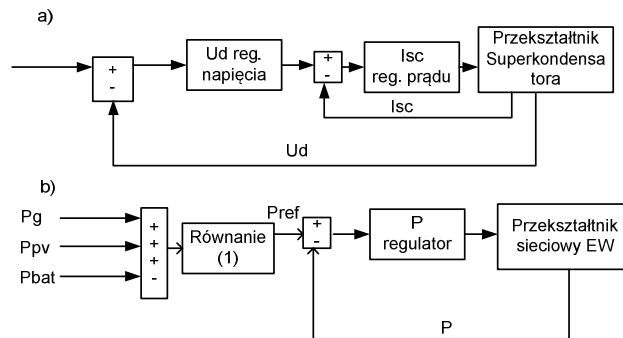 a)
+
-
Ud reg.
napięcia
+
-
Isc
reg. prądu
Przekształtnik
Superkondensa
tora
Isc
Ud
b)
Pg
Ppv
Pbat
+
+
+
-
Równanie
(1)
Pref
+
-
P
regulator
Przekształtnik
sieciowy EW
P